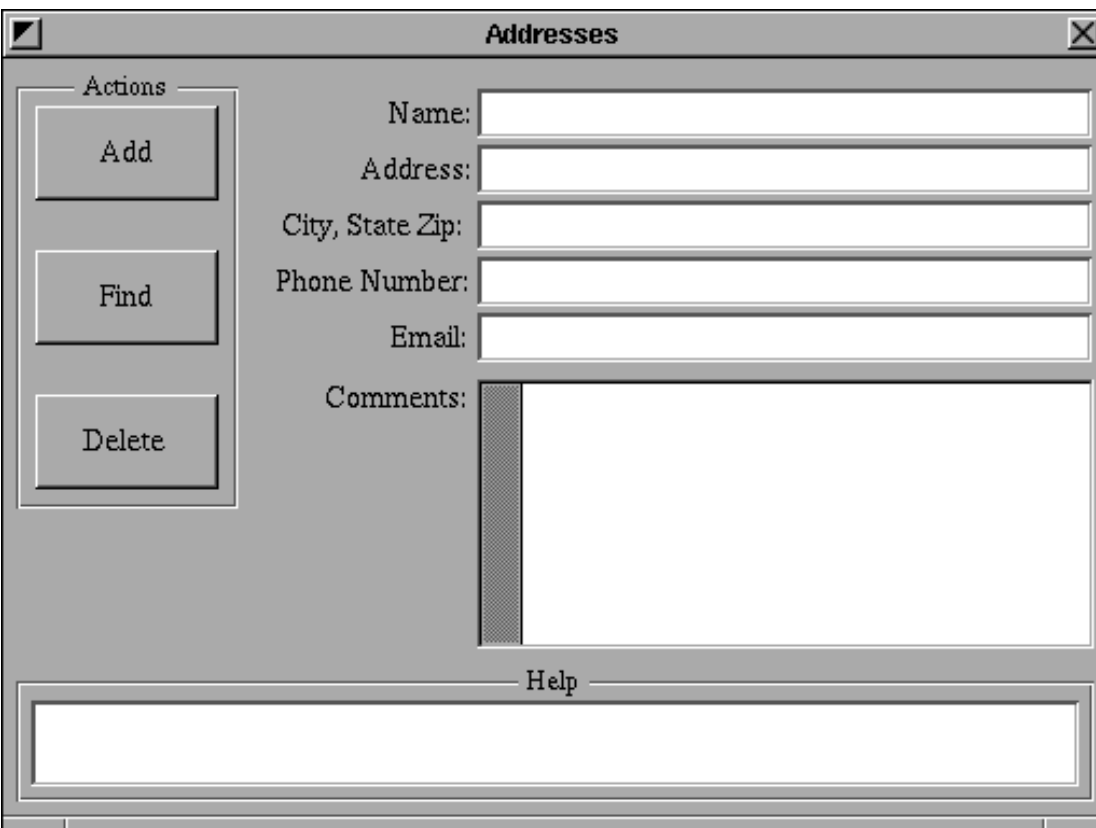 Addresses
Actions
Add
Find
Delete
Name:
Address:
City, State Zip:
Phone Number:
Email:
Comments:
Help